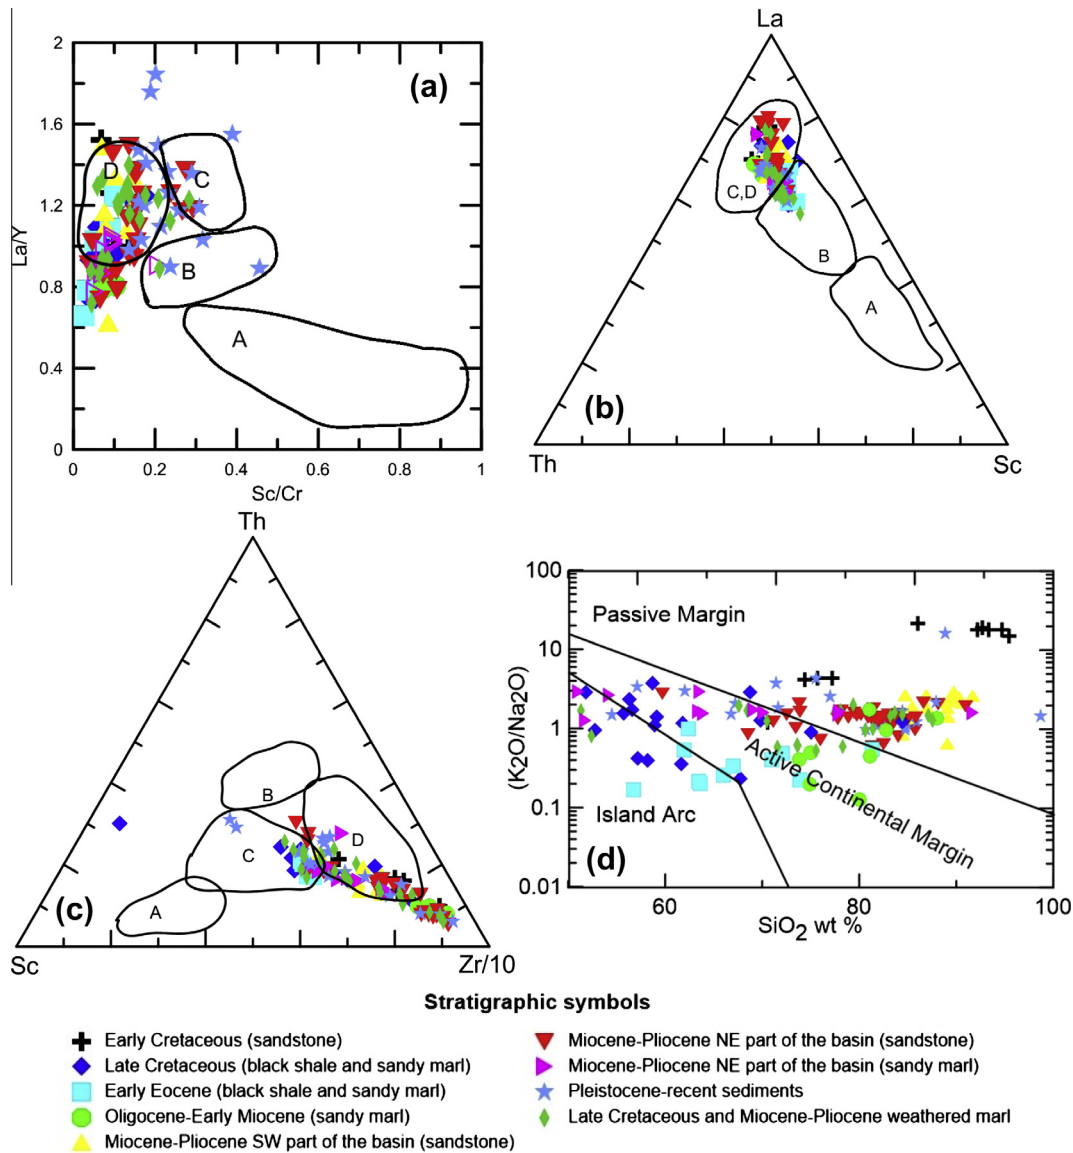 2
1.6
1.2
0.8
0.4
0
La/Y
(a)
D
C
B
A
0
0.2
0.4
0.6
0.8
1
Sc/Cr
La
C,D
B
A
(b)
Th
Sc
Th
B
D
C
A
(c)
Sc
Zr/10
100
10
1
0.1
0.01
(K2O/Na2O)
Passive Margin
Active Continental Margin
Island Arc
(d)
60
80
100
SiO2 wt %
Stratigraphic symbols
Early Cretaceous (sandstone)
Late Cretaceous (black shale and sandy marl)
Early Eocene (black shale and sandy marl)
Oligocene-Early Miocene (sandy marl)
Miocene-Pliocene SW part of the basin (sandstone)
Miocene-Pliocene NE part of the basin (sandstone)
Miocene-Pliocene NE part of the basin (sandy marl)
Pleistocene-recent sediments
Late Cretaceous and Miocene-Pliocene weathered marl